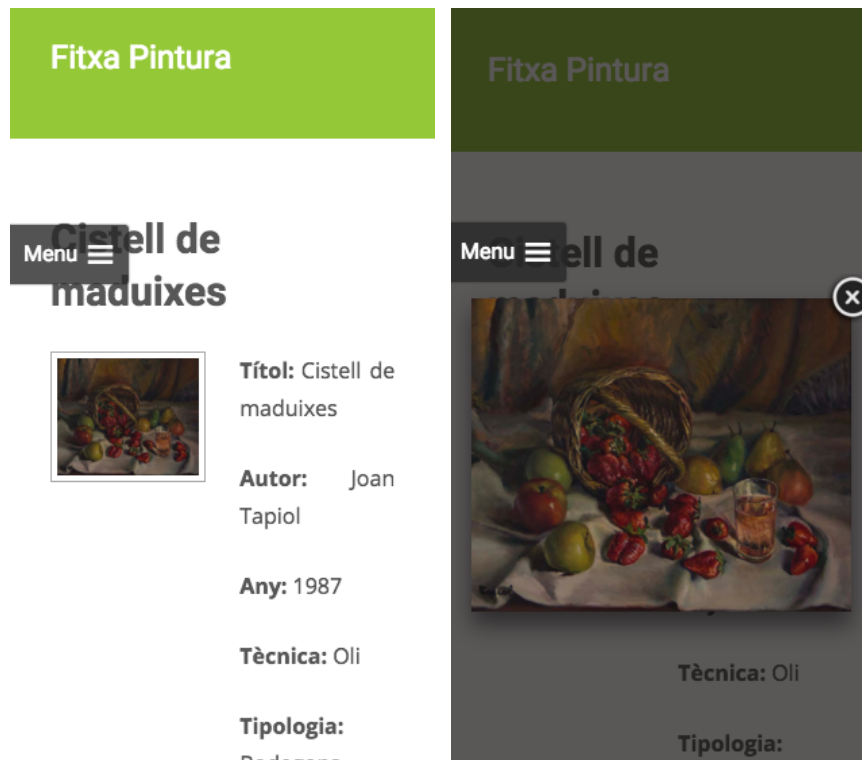 Fitxa Pintura
Cistell de
maduixes
Menu
Títol: Cistell de
maduixes
Autor: Joan
Tapiol
Any: 1987
Tècnica: Oli
Tipologia:
Fitxa Pintura
Menu
ell de
Tècnica: Oli
Tipologia: